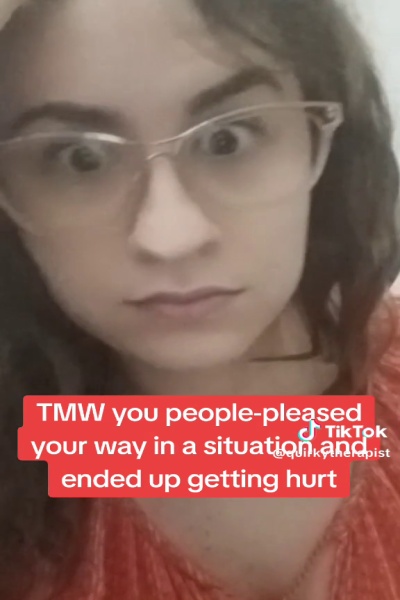 TMW you people-pleased
your way in a situation and
ended up getting hurt
TikTok
@quirkytherapist